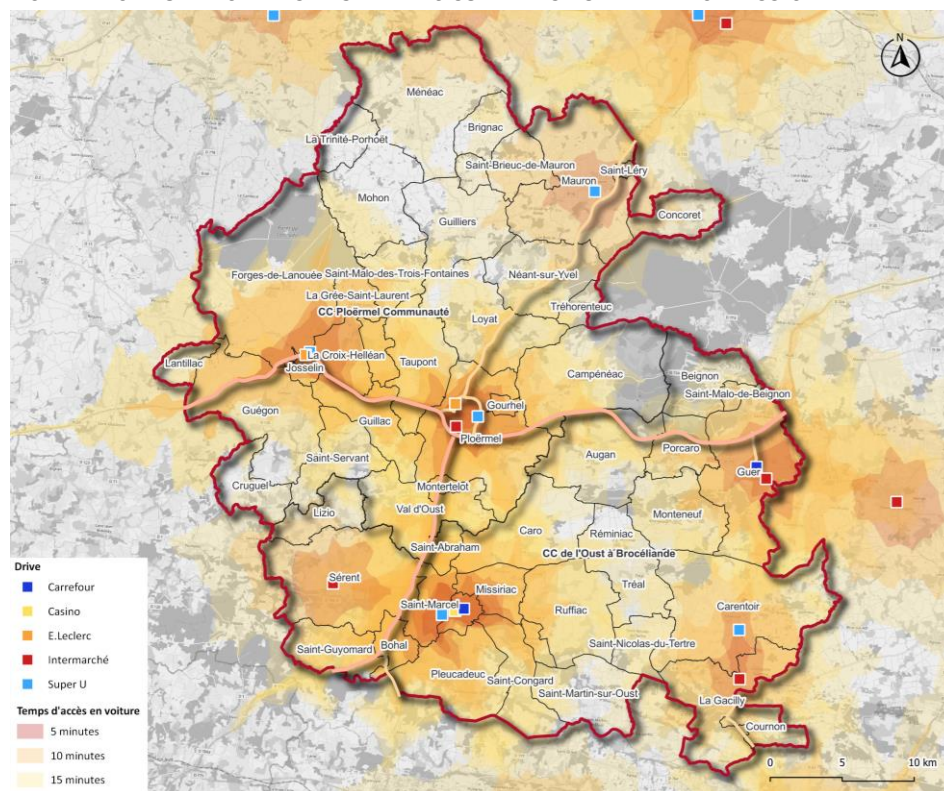 N
Ménéac
Brignac
La Trinité-Porhoët
Saint-Brieuc-de-Mauron
Saint-Léry
Mauron
Mohon
Concoret
Guilliers
Forges-de-Lanouée
Saint-Malo-des-Trois-Fontaines
Néant-sur-Yvel
La Grée-Saint-Laurent
Tréhorenteuc
CC Ploërmel Communauté
Loyat
La Croix-Helléan
Lantillac
Josselin
Taupont
Campénéac
Beignon
Saint-Malo-de-Beignon
Guégon
Gourhel
Guillac
Ploërmel
Porcaro
Saint-Servant
Augan
Guer
Cruguel
Montertelot
Lizio
Val d'Oust
Monteneuf
Caro
Réminiac
Saint-Abraham
CC de l'Oust à Brocéliande
Sérent
Missiriac
Tréal
Saint-Marcel
Ruffiac
Carentoir
Saint-Guyomard
Bohal
Saint-Nicolas-du-Tertre
Pleucadeuc
Saint-Congard
Saint-Martin-sur-Oust
La Gacilly
Cournon
Drive
Carrefour
Casino
E.Leclerc
Intermarché
Super U
Temps d'accès en voiture
5 minutes
10 minutes
15 minutes
0 5 10 km